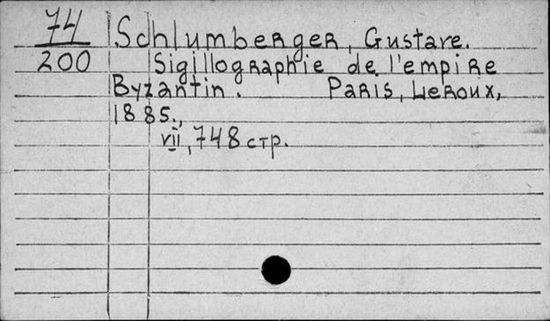 74
200
Schlumberger, Gustave.
Sigillographie de l'empire
Byzantin. Paris, Leroux,
1885.,
vii, 748 стр.